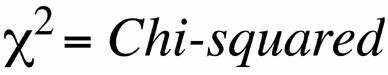 χ² = Chi-squared